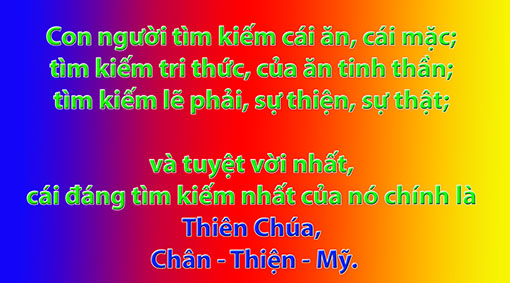 Con người tìm kiếm cái ăn, cái mặc;
tìm kiếm tri thức, của ăn tinh thần;
tìm kiếm lẽ phải, sự thiện, sự thật;
và tuyệt vời nhất,
cái đáng tìm kiếm nhất của nó chính là
Thiên Chúa,
Chân - Thiện - Mỹ.